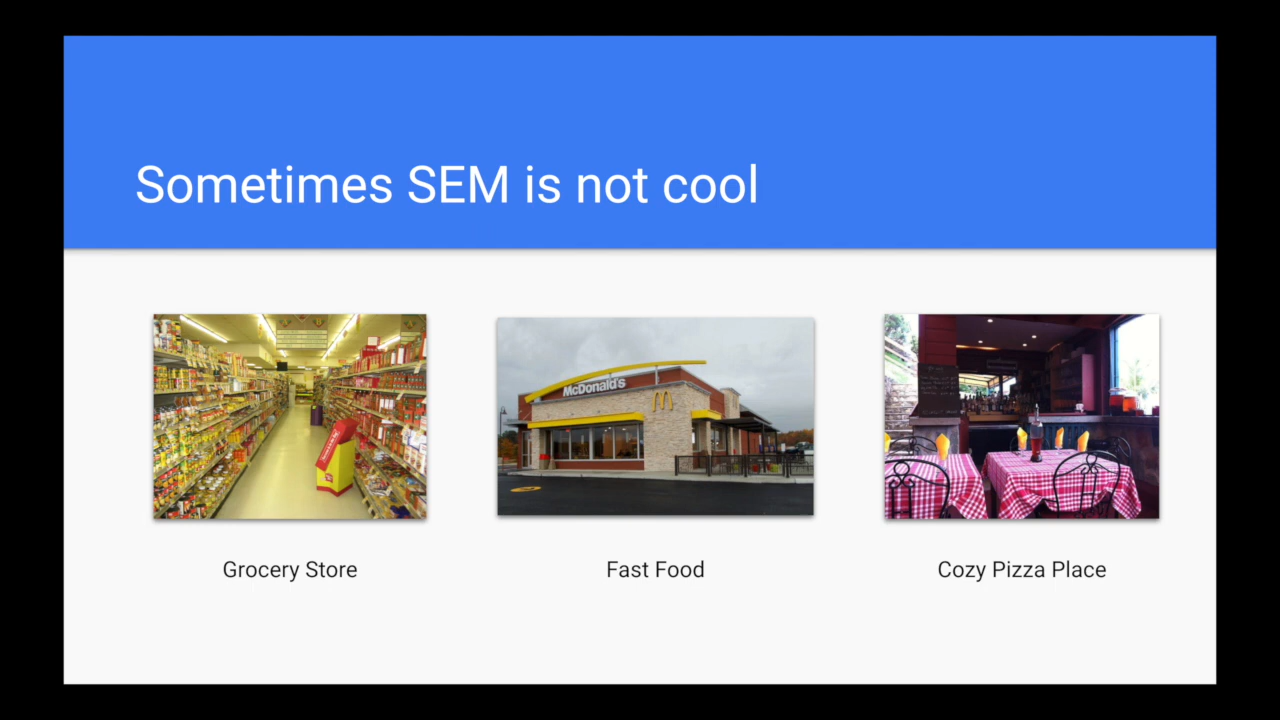 Sometimes SEM is not cool
McDonald's
Grocery Store
Fast Food
Cozy Pizza Place